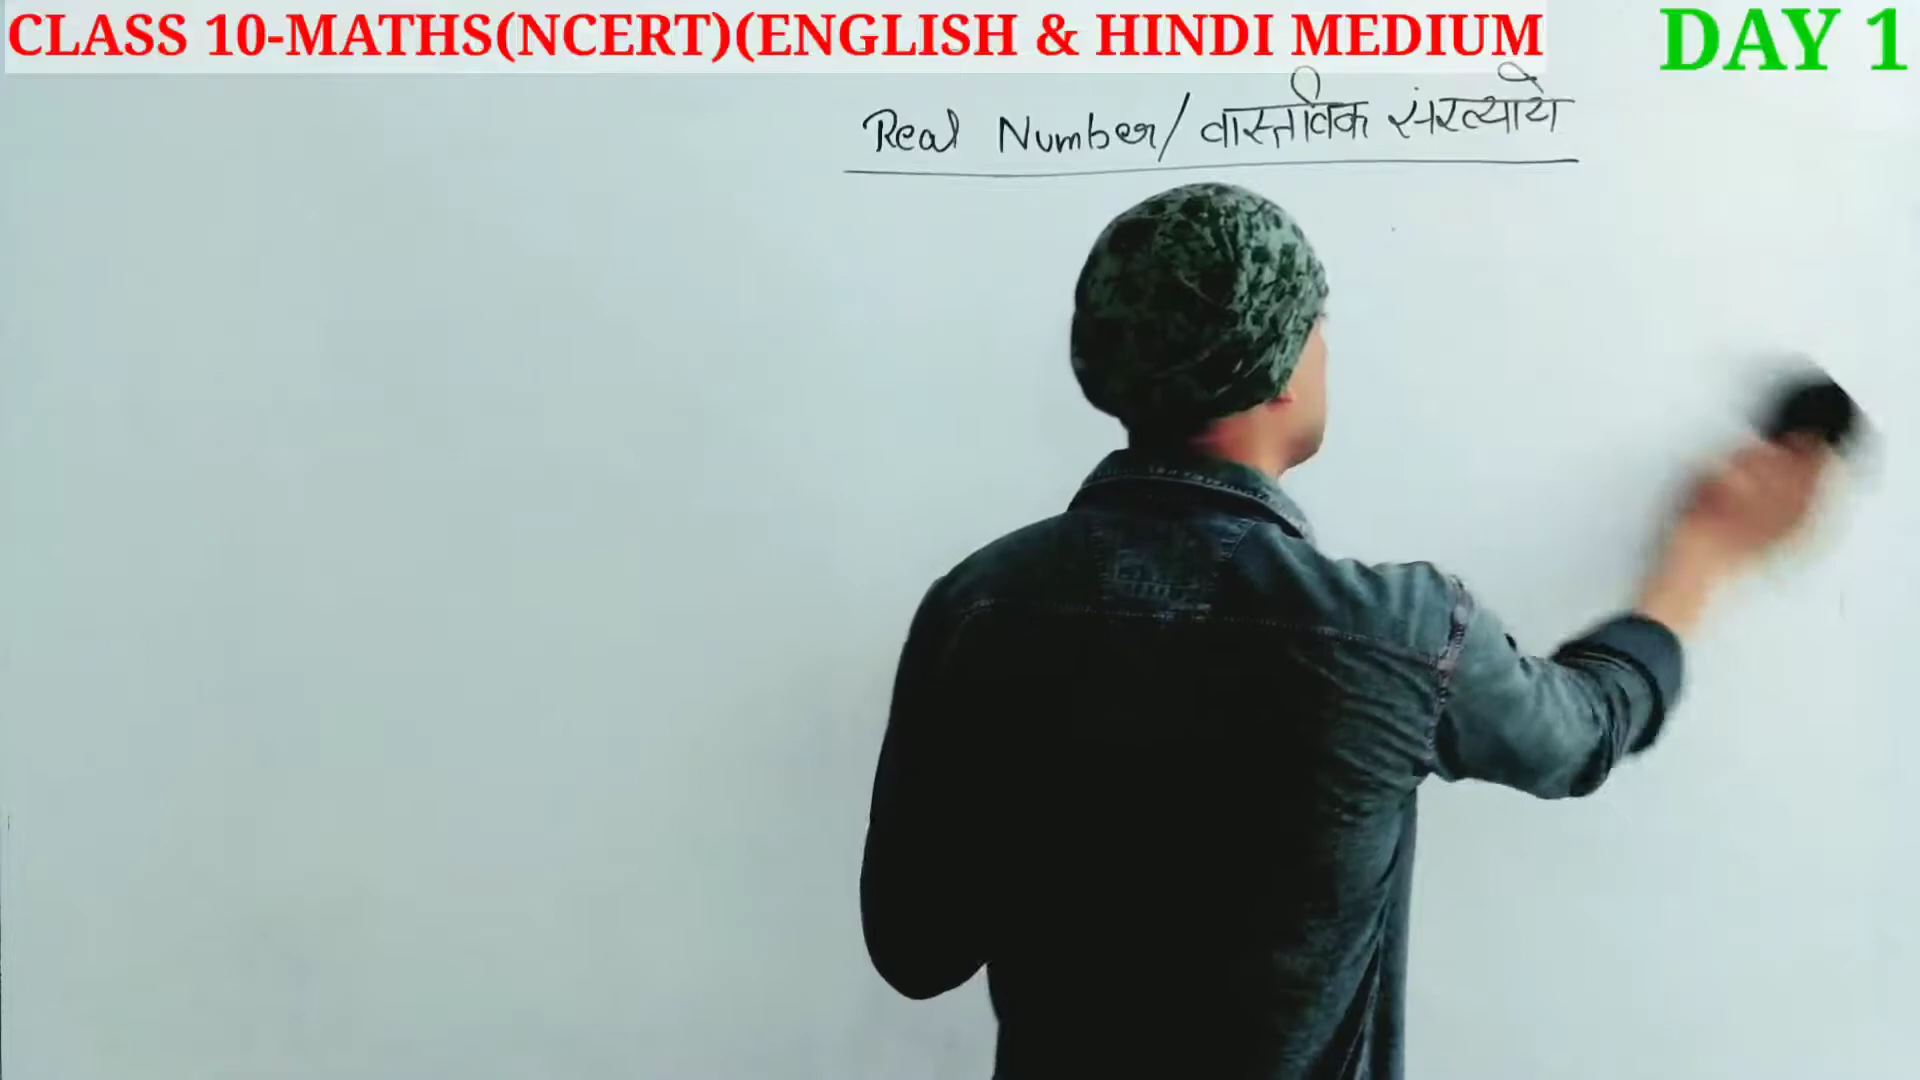 CLASS 10-MATHS(NCERT)(ENGLISH & HINDI MEDIUM
DAY 1
Real Number/ वास्तविक संख्याये